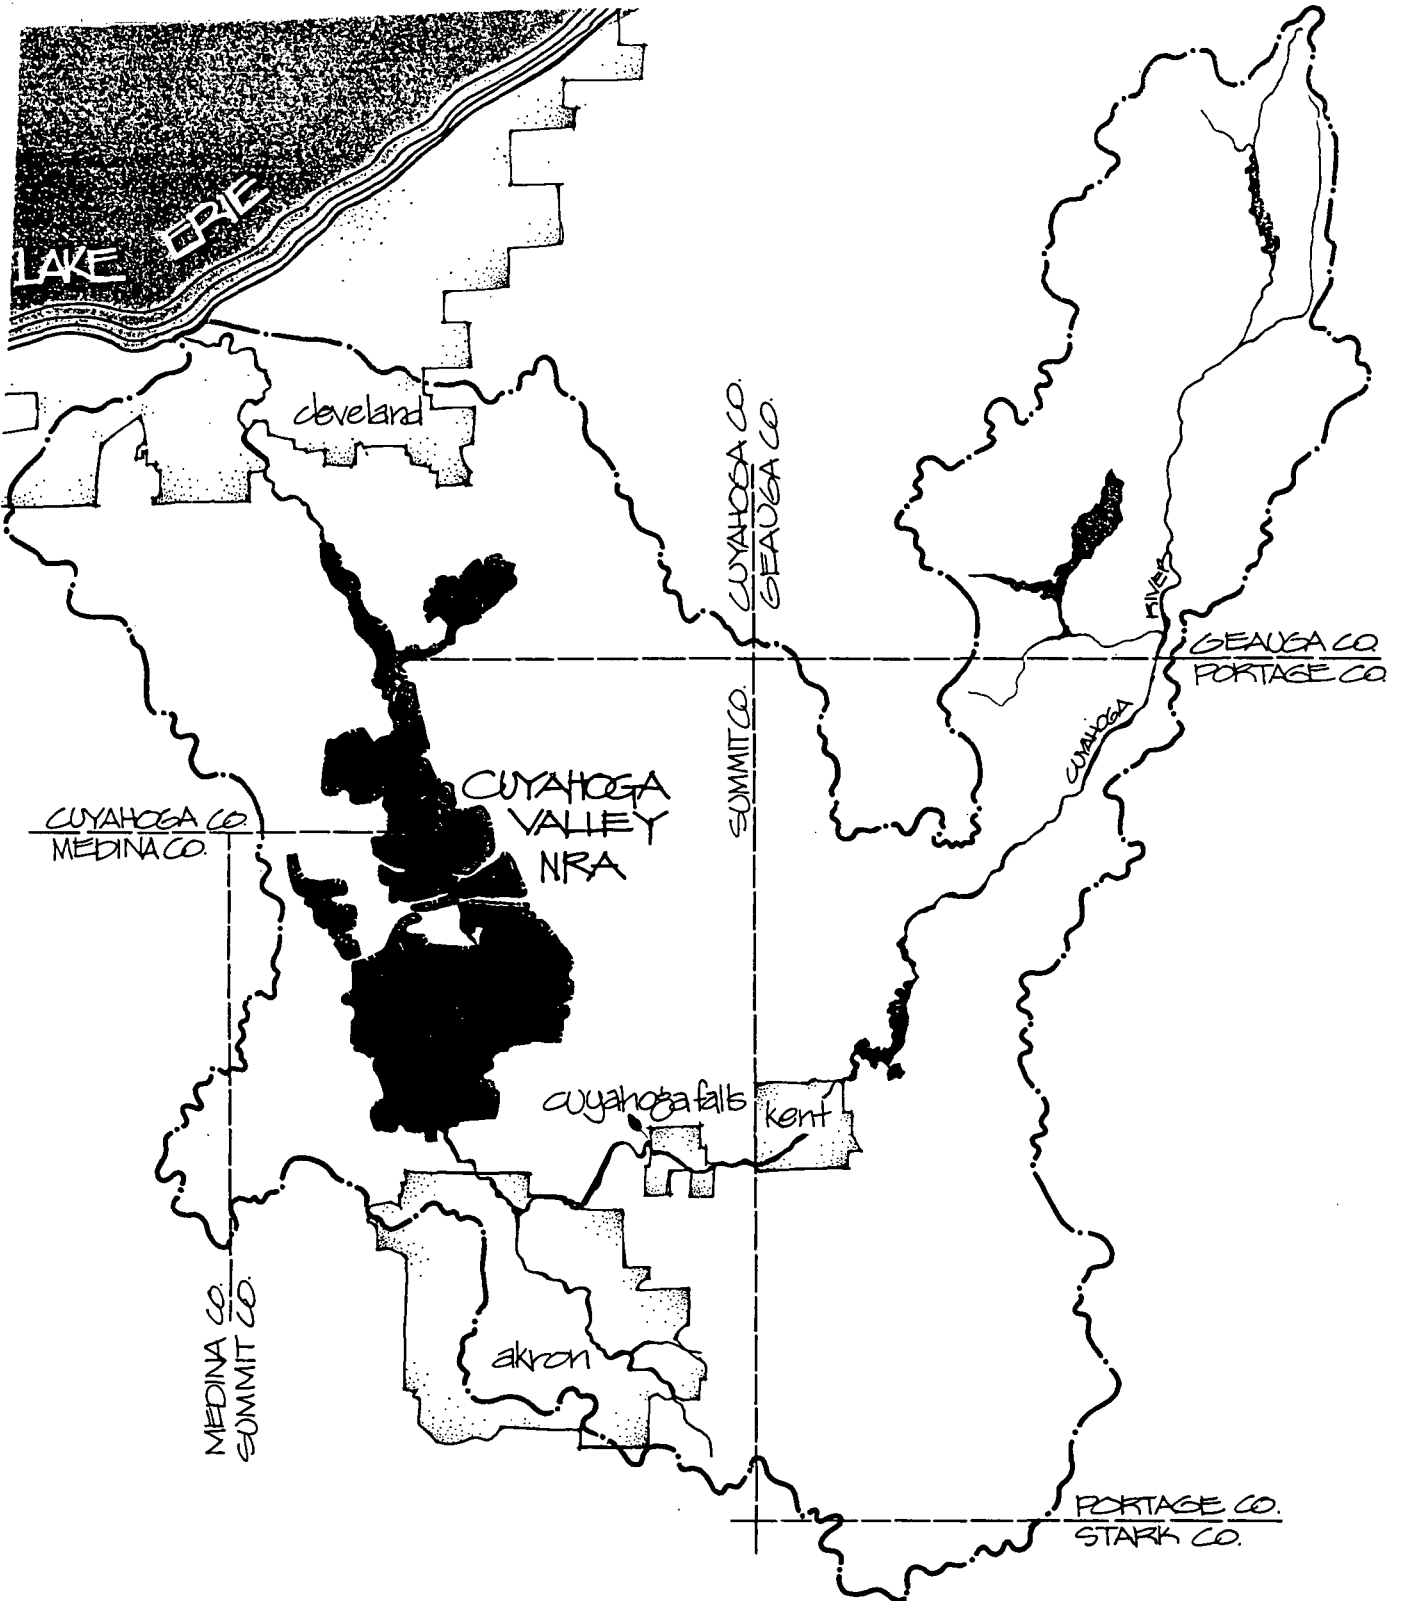 LAKE ERIE
cleveland
CUYAHOGA CO.
GEAUGA CO.
RIVER
GEAUGA CO.
PORTAGE CO.
CUYAHOGA
SUMMIT CO.
CUYAHOGA
VALLEY
NRA
CUYAHOGA CO.
MEDINA CO.
cuyahoga falls
kent
akron
MEDINA CO.
SUMMIT CO.
PORTAGE CO.
STARK CO.